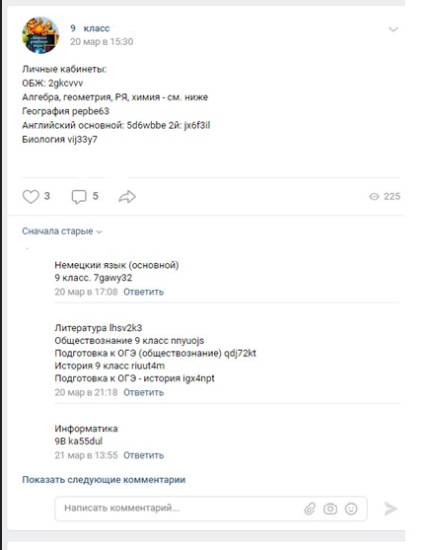 9 класс
20 мар в 15:30
Личные кабинеты:
ОБЖ: 2gkcvvv
Алгебра, геометрия, РЯ, химия - см. ниже
География pepbe63
Английский основной: 5d6wbbe 2й: jx6f3il
Биология vij33y7
3 5 225
Сначала старые
Немецкий язык (основной)
9 класс. 7gawy32
20 мар в 17:08 Ответить
Литература lhsv2k3
Обществознание 9 класс nnyuojs
Подготовка к ОГЭ (обществознание) qdj72kt
История 9 класс riuut4m
Подготовка к ОГЭ - история igx4npt
20 мар в 21:18 Ответить
Информатика
9В ka55dul
21 мар в 13:55 Ответить
Показать следующие комментарии
Написать комментарий...